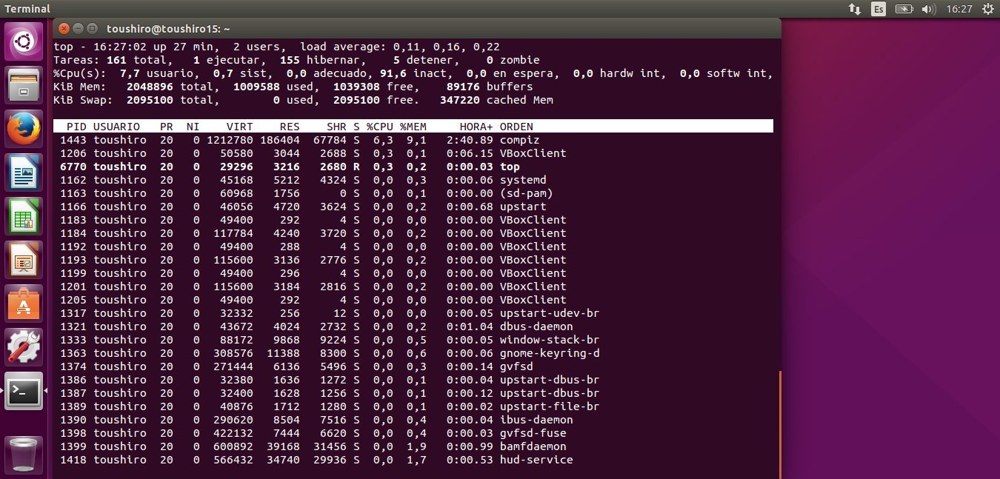 Terminal
Es
16:27
toushiro@toushiro15: ~
top - 16:27:02 up 27 min,  2 users,  load average: 0,11, 0,16, 0,22
Tareas: 161 total,   1 ejecutar, 155 hibernar,   5 detener,   0 zombie
%Cpu(s):  7,7 usuario,  0,7 sist,  0,0 adecuado, 91,6 inact,  0,0 en espera,  0,0 hardw int,  0,0 softw int,
KiB Mem:   2048896 total,  1009588 used,  1039308 free,    89176 buffers
KiB Swap:  2095100 total,        0 used,  2095100 free.   347220 cached Mem
PID USUARIO   PR  NI    VIRT    RES    SHR S %CPU %MEM     HORA+ ORDEN
1443 toushiro  20   0 1212780 186404  67784 S  6,3  9,1   2:40.89 compiz
1206 toushiro  20   0   50580   3044   2688 S  0,3  0,1   0:06.15 VBoxClient
6770 toushiro  20   0   29296   3216   2680 R  0,3  0,2   0:00.03 top
1162 toushiro  20   0   45168   5212   4324 S  0,0  0,3   0:00.06 systemd
1163 toushiro  20   0   60968   1756      0 S  0,0  0,1   0:00.00 (sd-pam)
1166 toushiro  20   0   46056   4720   3624 S  0,0  0,2   0:00.68 upstart
1183 toushiro  20   0   49400    292      4 S  0,0  0,0   0:00.00 VBoxClient
1184 toushiro  20   0  117784   4240   3720 S  0,0  0,2   0:00.00 VBoxClient
1192 toushiro  20   0   49400    288      4 S  0,0  0,0   0:00.00 VBoxClient
1193 toushiro  20   0  115600   3136   2776 S  0,0  0,2   0:00.00 VBoxClient
1199 toushiro  20   0   49400    296      4 S  0,0  0,0   0:00.00 VBoxClient
1201 toushiro  20   0  115600   3184   2816 S  0,0  0,2   0:00.00 VBoxClient
1205 toushiro  20   0   49400    292      4 S  0,0  0,0   0:00.00 VBoxClient
1317 toushiro  20   0   32332    256     12 S  0,0  0,0   0:00.05 upstart-udev-br
1321 toushiro  20   0   43672   4024   2732 S  0,0  0,2   0:01.04 dbus-daemon
1333 toushiro  20   0   88172   9868   9224 S  0,0  0,5   0:00.05 window-stack-br
1363 toushiro  20   0  308576  11388   8300 S  0,0  0,6   0:00.06 gnome-keyring-d
1374 toushiro  20   0  271444   6136   5496 S  0,0  0,3   0:00.14 gvfsd
1386 toushiro  20   0   32380   1636   1272 S  0,0  0,1   0:00.04 upstart-dbus-br
1387 toushiro  20   0   32400   1628   1256 S  0,0  0,1   0:00.12 upstart-dbus-br
1389 toushiro  20   0   40876   1712   1280 S  0,0  0,1   0:00.02 upstart-file-br
1390 toushiro  20   0  290620   8504   7516 S  0,0  0,4   0:00.04 ibus-daemon
1398 toushiro  20   0  422132   7444   6620 S  0,0  0,4   0:00.03 gvfsd-fuse
1399 toushiro  20   0  600892  39168  31456 S  0,0  1,9   0:00.99 bamfdaemon
1418 toushiro  20   0  566432  34740  29936 S  0,0  1,7   0:00.53 hud-service